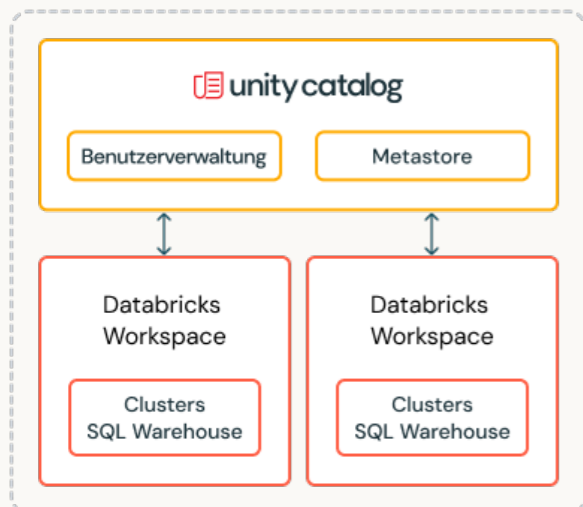 unity catalog
Benutzerverwaltung
Metastore
Databricks
Workspace
Clusters
SQL Warehouse
Databricks
Workspace
Clusters
SQL Warehouse